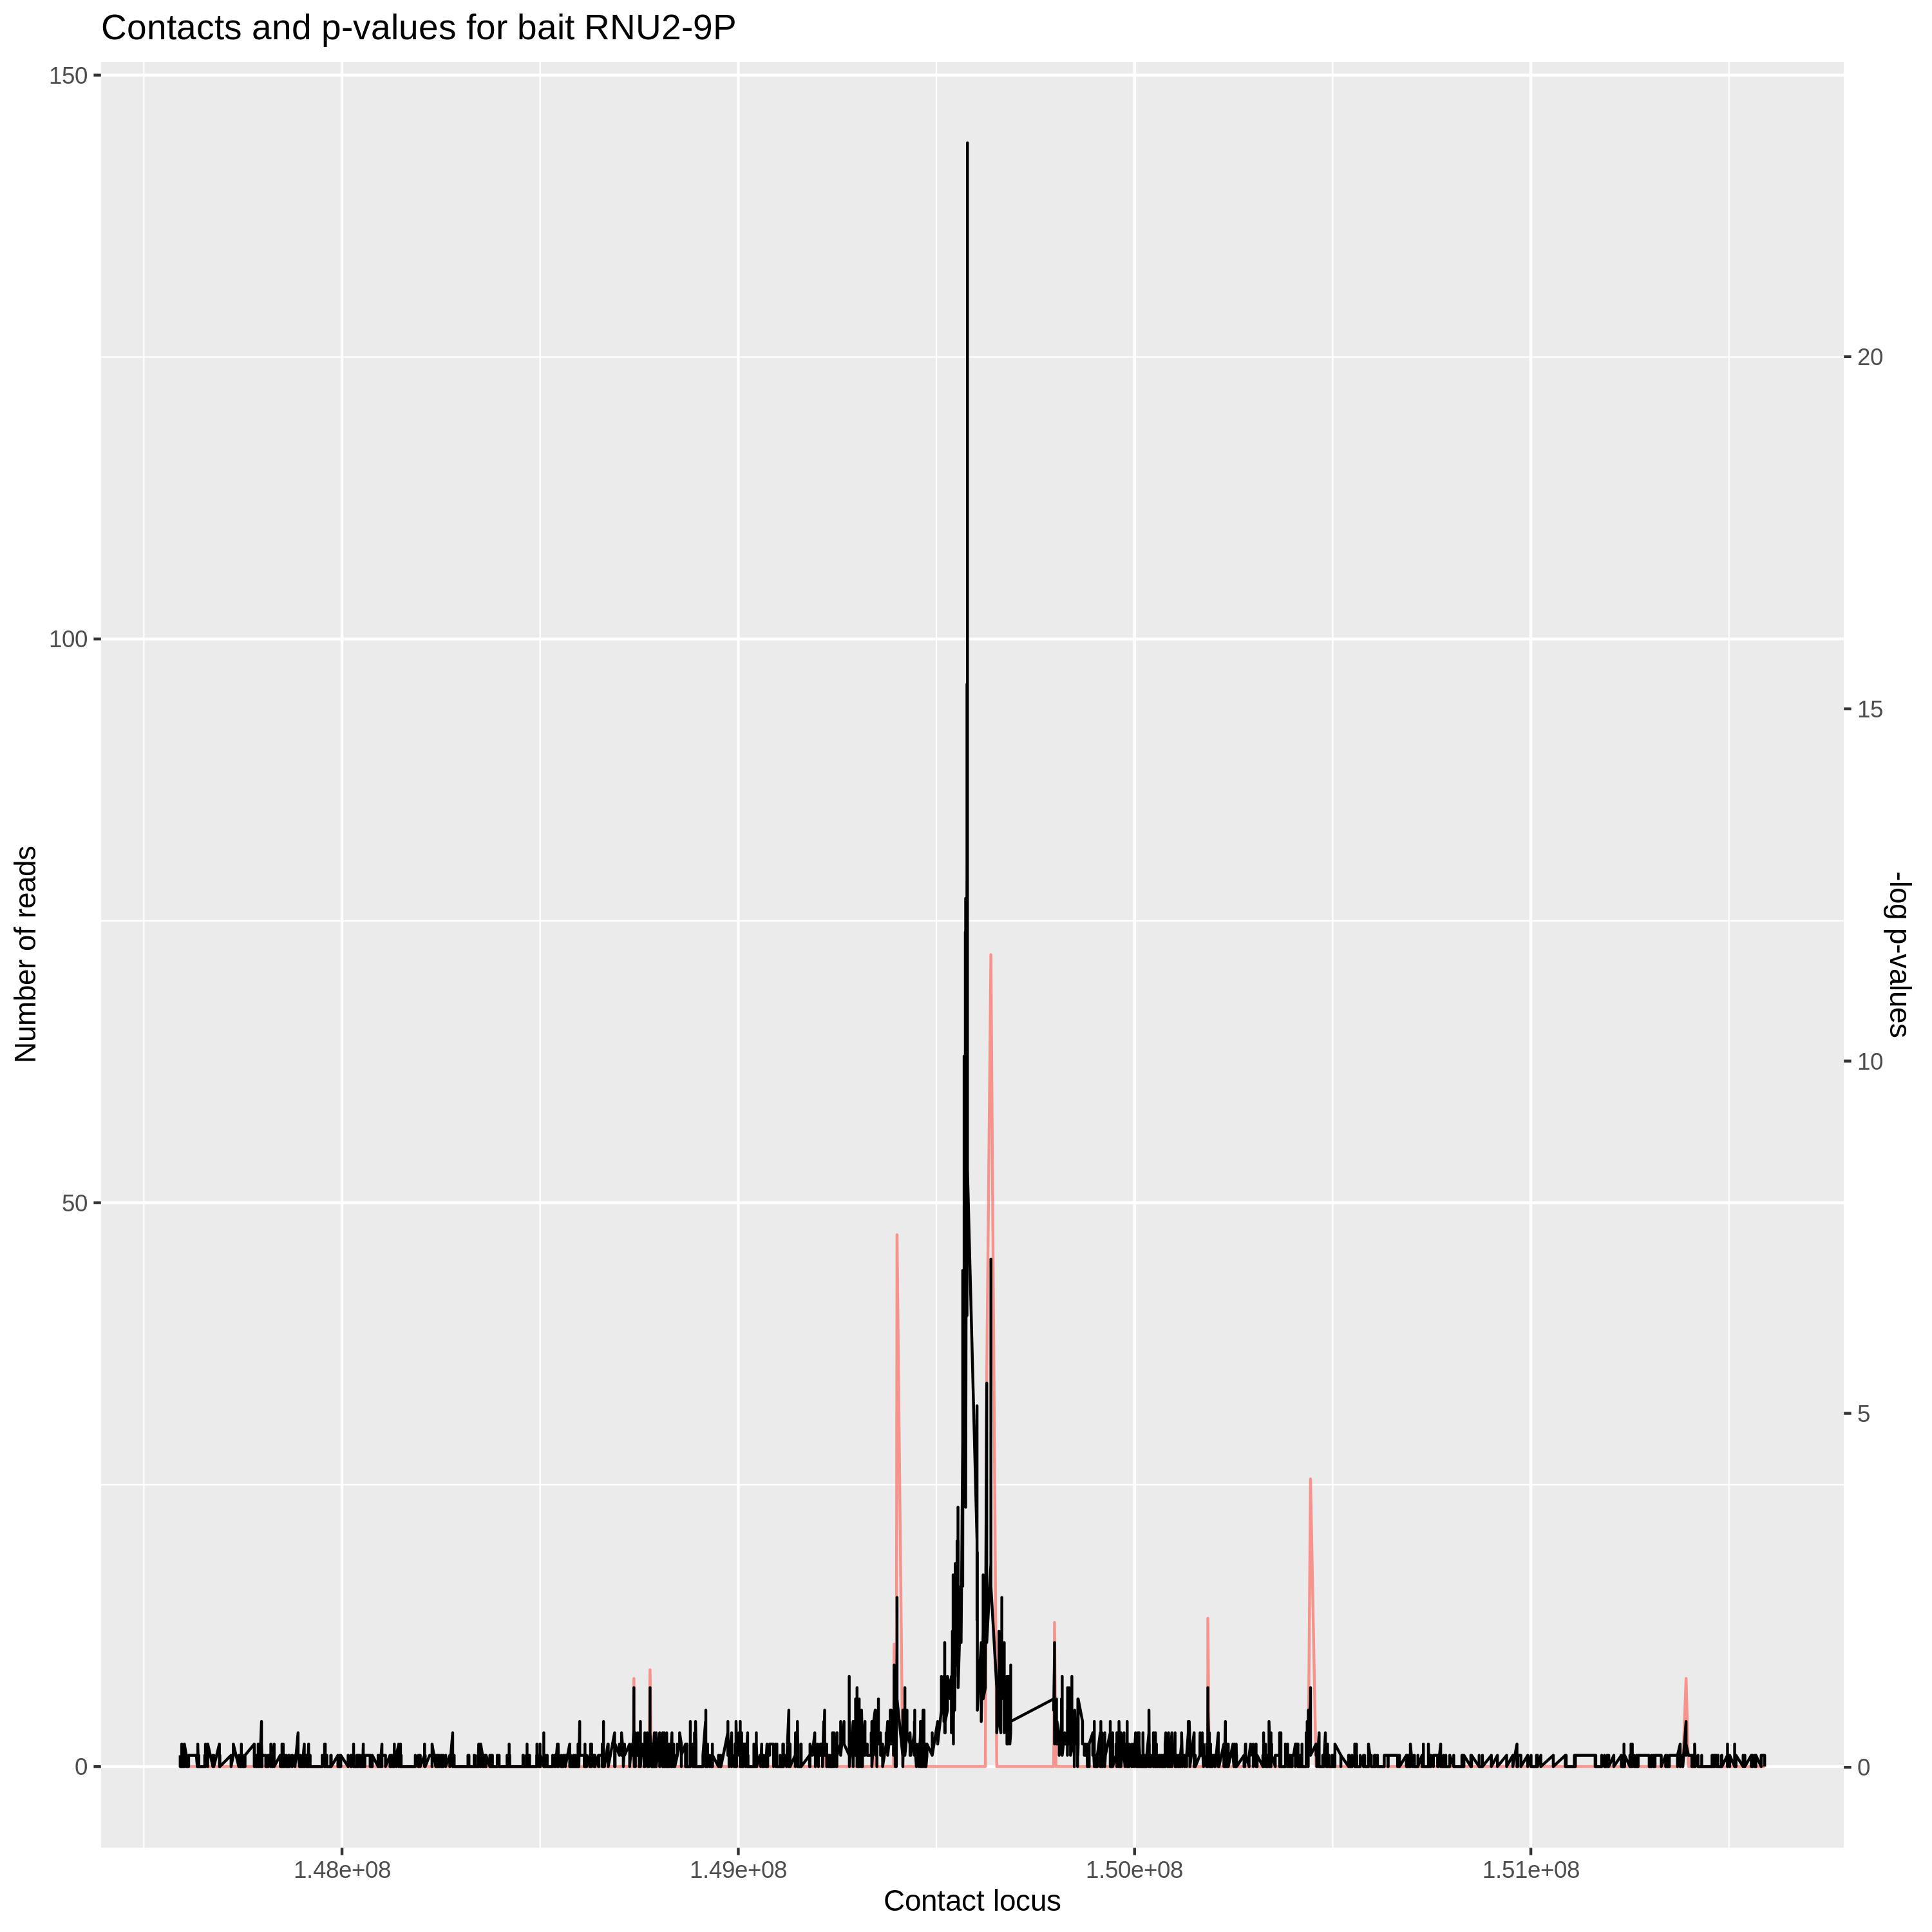 Contacts and p-values for bait RNU2-9P
150
100
50
0
Number of reads
20
15
10
5
0
-log p-values
1.48e+08
1.49e+08
1.50e+08
1.51e+08
Contact locus